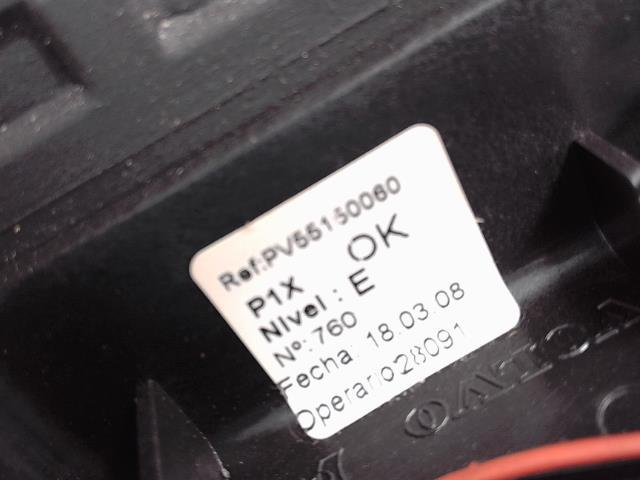 Ref:PV55150060
P1X OK
Nivel: E
Nº:760
Fecha: 18.03.08
Operario28091